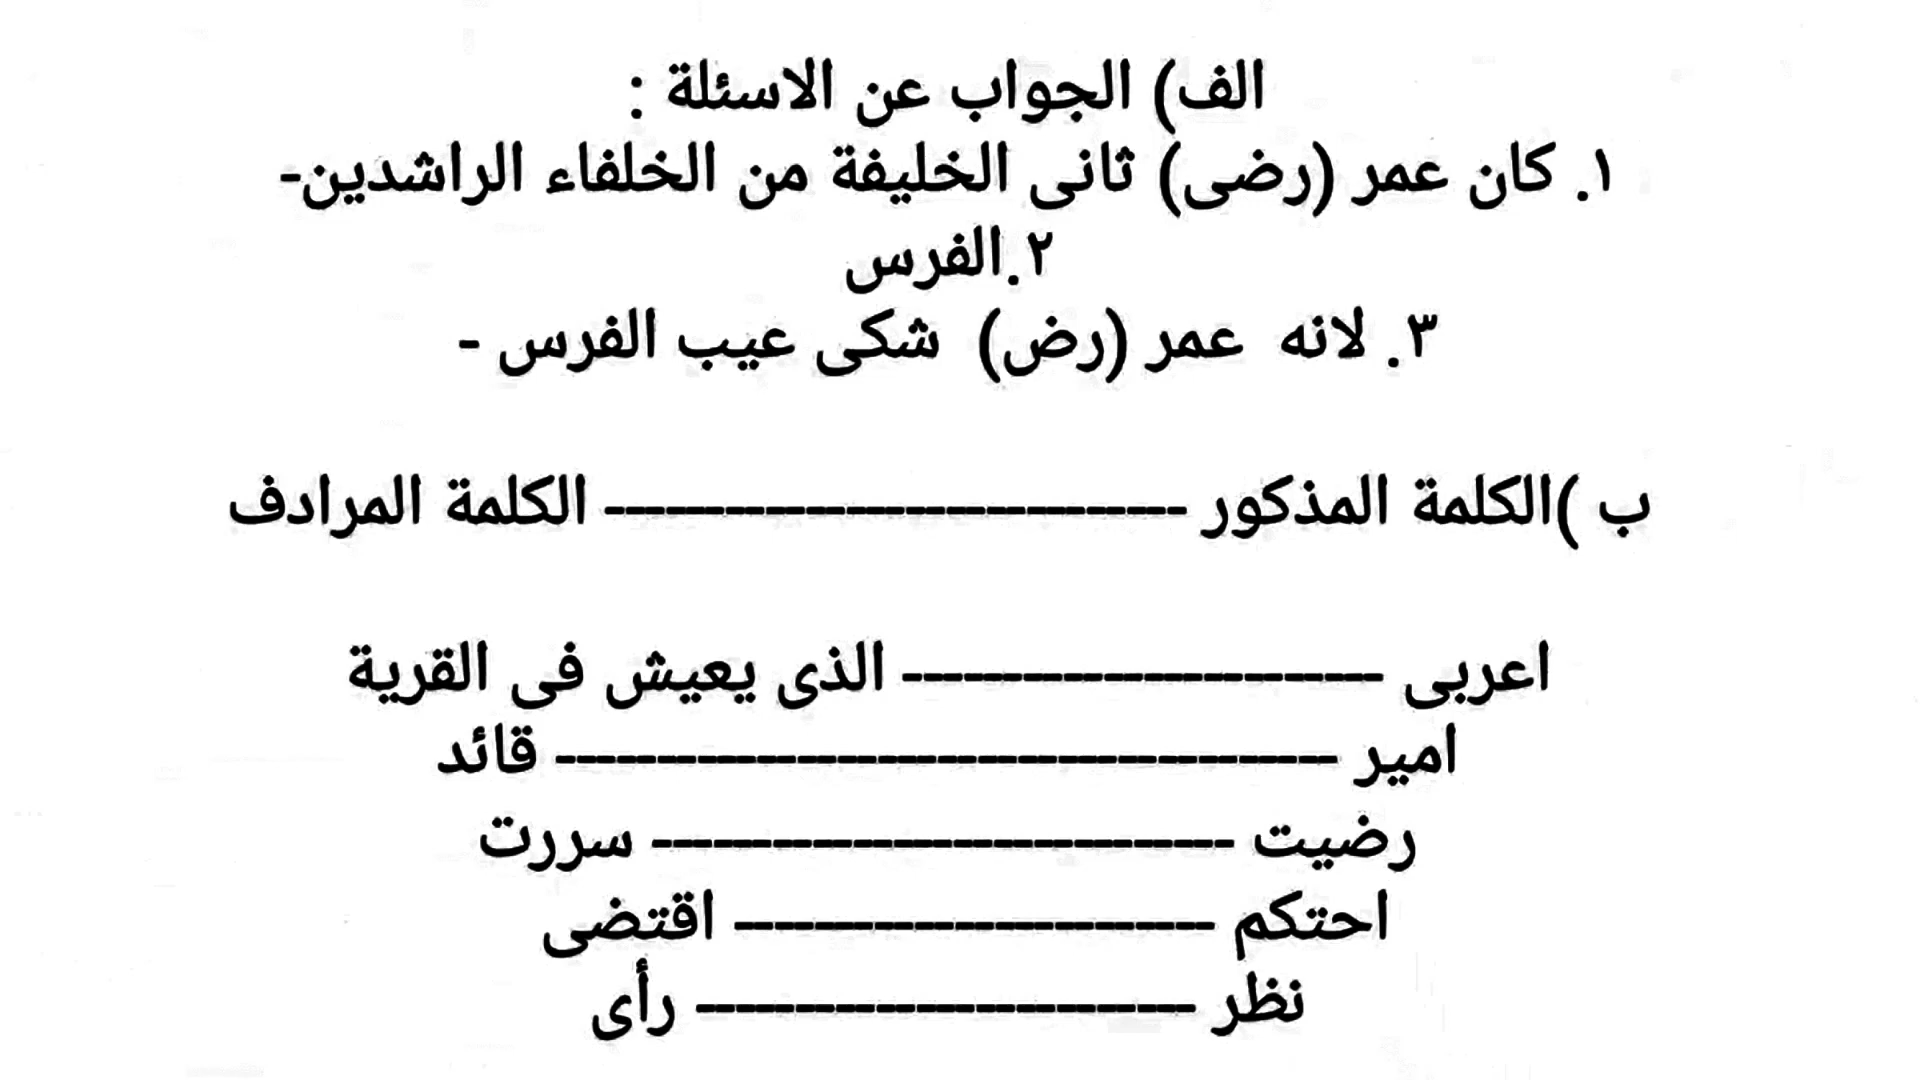 الف) الجواب عن الاسئلة :
١. كان عمر (رضى) ثانى الخليفة من الخلفاء الراشدين-
٢.الفرس
٣. لانه عمر (رض) شكى عيب الفرس -
ب )الكلمة المذكور ----------------------------- الكلمة المرادف
اعربى ------------------------ الذى يعيش فى القرية
امير --------------------------------------- قائد
رضيت ----------------------------- سررت
احتكم ------------------------ اقتضى
نظر ------------------------- رأى